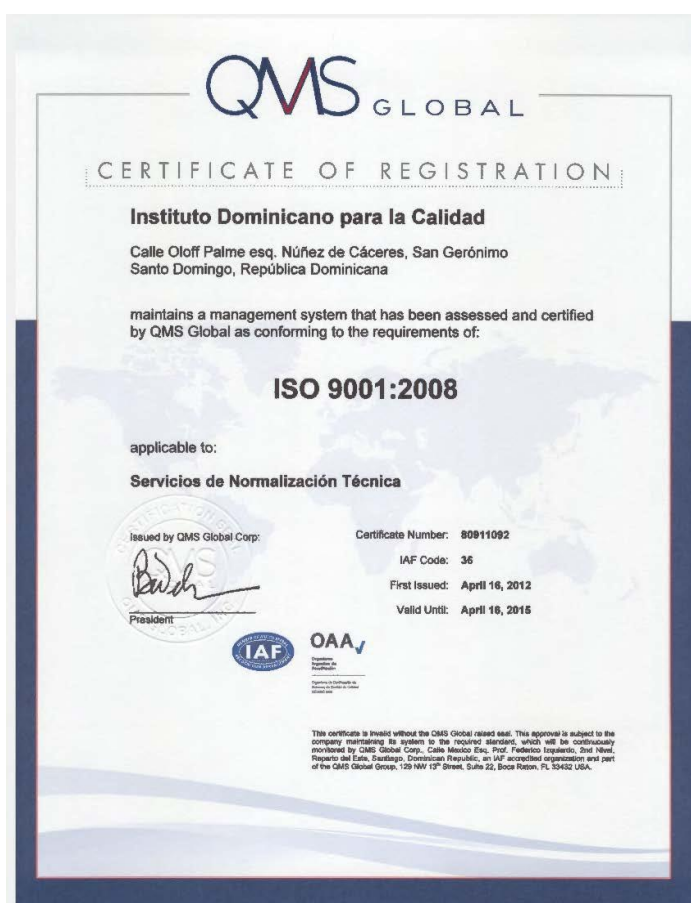 QMS GLOBAL
CERTIFICATE OF REGISTRATION
Instituto Dominicano para la Calidad
Calle Oloff Palme esq. Núñez de Cáceres, San Gerónimo
Santo Domingo, República Dominicana
maintains a management system that has been assessed and certified
by QMS Global as conforming to the requirements of:
ISO 9001:2008
applicable to:
Servicios de Normalización Técnica
Issued by QMS Global Corp:
President
Certificate Number: 80911092
IAF Code: 36
First Issued: April 16, 2012
Valid Until: April 16, 2015
IAF
OAA
Organismo
Argentino de
Acreditación
This certificate is invalid without the QMS Global raised seal. This approval is subject to the
company maintaining its system to the required standard, which will be continuously
monitored by QMS Global Corp., Calle Mexico Esq. Prof. Federico Izquierdo, 2nd Nivel,
Reparto del Este, Santiago, Dominican Republic, an IAF accredited organization and part
of the QMS Global Group, 129 NW 13th Street, Suite 22, Boca Raton, FL 33432 USA.